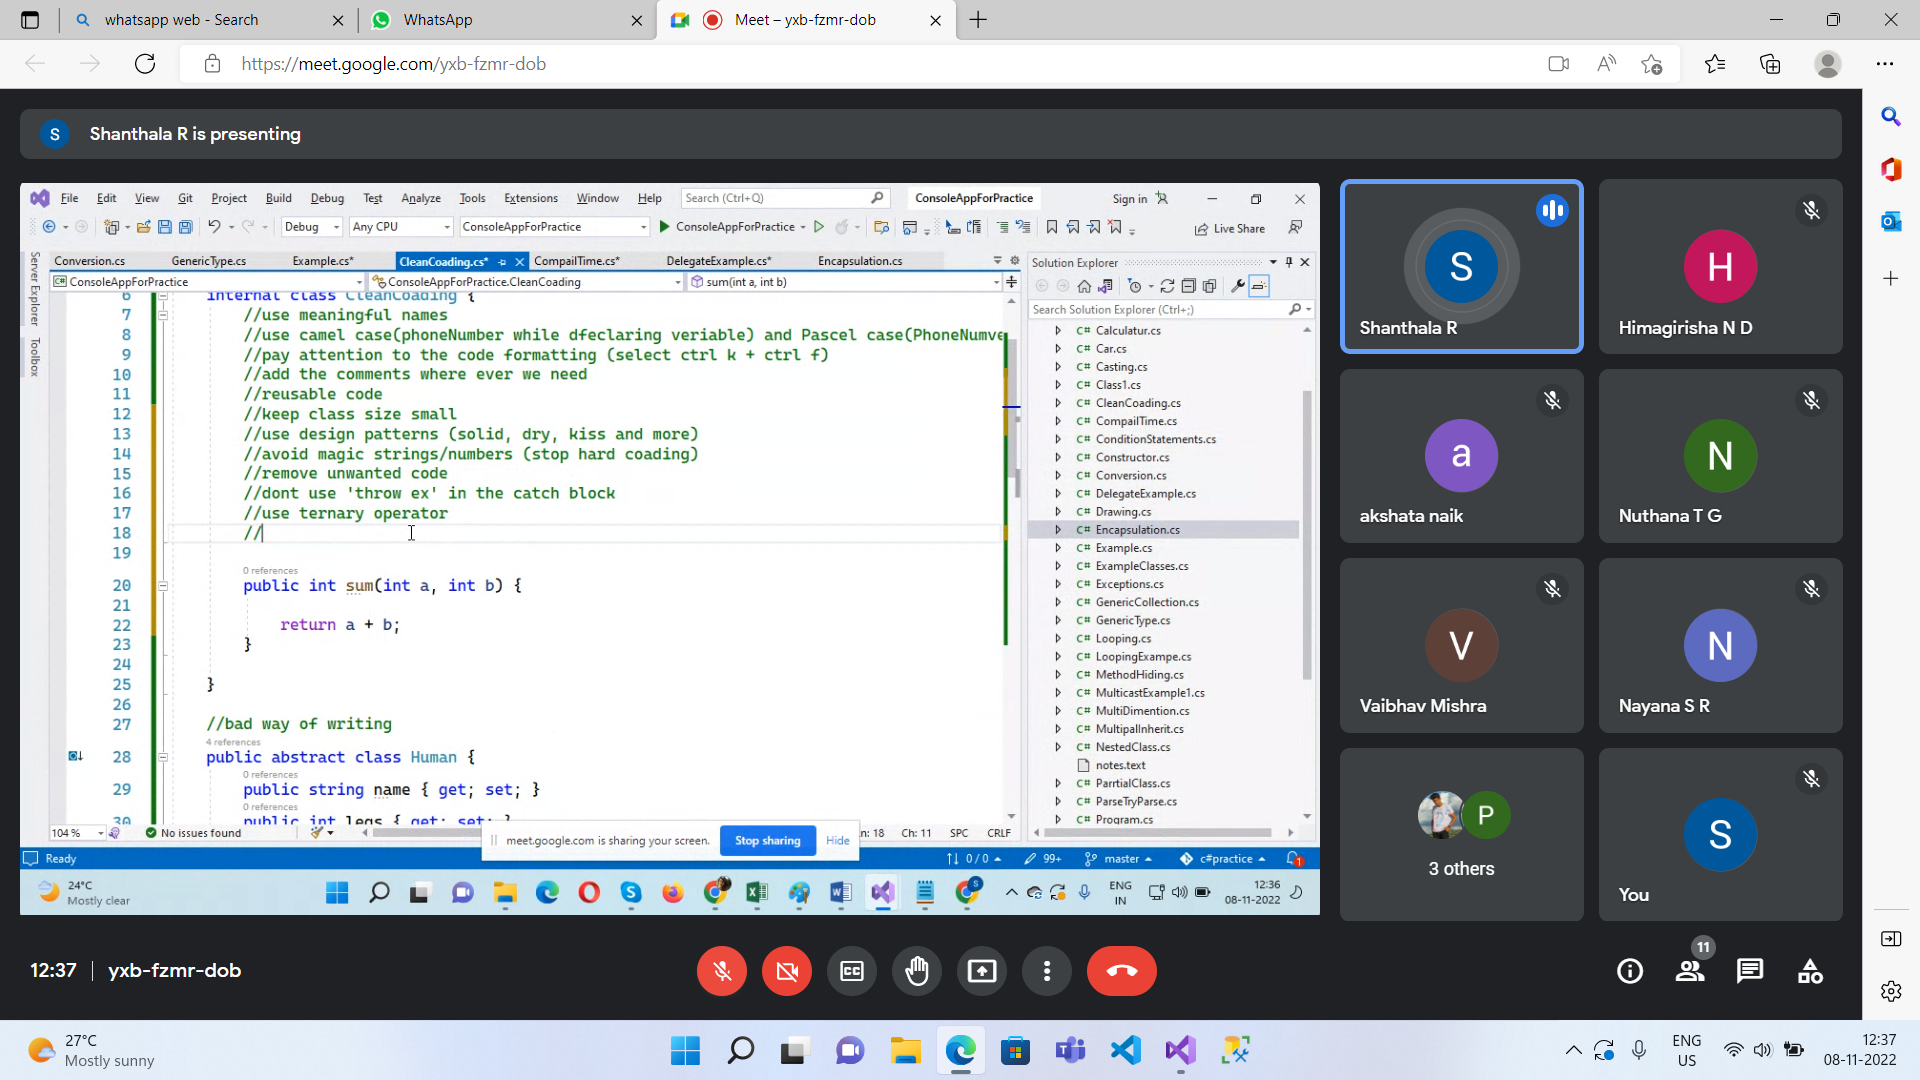 whatsapp web - Search
WhatsApp
Meet – yxb-fzmr-dob
https://meet.google.com/yxb-fzmr-dob
S
Shanthala R is presenting
File Edit View Git Project Build Debug Test Analyze Tools Extensions Window Help Search (Ctrl+Q) ConsoleAppForPractice Sign in
Debug Any CPU ConsoleAppForPractice ConsoleAppForPractice Live Share
Server Explorer
Toolbox
Conversion.cs GenericType.cs Example.cs* CleanCoading.cs* CompailTime.cs* DelegateExample.cs* Encapsulation.cs
ConsoleAppForPractice ConsoleAppForPractice.CleanCoading sum(int a, int b)
6 internal class CleanCoading {
7 //use meaningful names
8 //use camel case(phoneNumber while dfeclaring veriable) and Pascel case(PhoneNumve
9 //pay attention to the code formatting (select ctrl k + ctrl f)
10 //add the comments where ever we need
11 //reusable code
12 //keep class size small
13 //use design patterns (solid, dry, kiss and more)
14 //avoid magic strings/numbers (stop hard coading)
15 //remove unwanted code
16 //dont use 'throw ex' in the catch block
17 //use ternary operator
18 //
19
0 references
20 public int sum(int a, int b) {
21
22 return a + b;
23 }
24
25 }
26
27 //bad way of writing
4 references
28 public abstract class Human {
0 references
29 public string name { get; set; }
0 references
30 public int legs { get; set; }
104 % No issues found
Ln: 18 Ch: 11 SPC CRLF
Solution Explorer
Search Solution Explorer (Ctrl+;)
C# Calculatur.cs
C# Car.cs
C# Casting.cs
C# Class1.cs
C# CleanCoading.cs
C# CompailTime.cs
C# ConditionStatements.cs
C# Constructor.cs
C# Conversion.cs
C# DelegateExample.cs
C# Drawing.cs
C# Encapsulation.cs
C# Example.cs
C# ExampleClasses.cs
C# Exceptions.cs
C# GenericCollection.cs
C# GenericType.cs
C# Looping.cs
C# LoopingExampe.cs
C# MethodHiding.cs
C# MulticastExample1.cs
C# MultiDimention.cs
C# MultipalInherit.cs
C# NestedClass.cs
notes.text
C# ParrtialClass.cs
C# ParseTryParse.cs
C# Program.cs
meet.google.com is sharing your screen. Stop sharing Hide
Ready
0 / 0 99+ master c#practice 1
24°C
Mostly clear
ENG
IN
12:36
08-11-2022
S
Shanthala R
H
Himagirisha N D
a
akshata naik
N
Nuthana T G
V
Vaibhav Mishra
N
Nayana S R
P
3 others
S
You
12:37 yxb-fzmr-dob
CC
11
27°C
Mostly sunny
ENG
US
12:37
08-11-2022